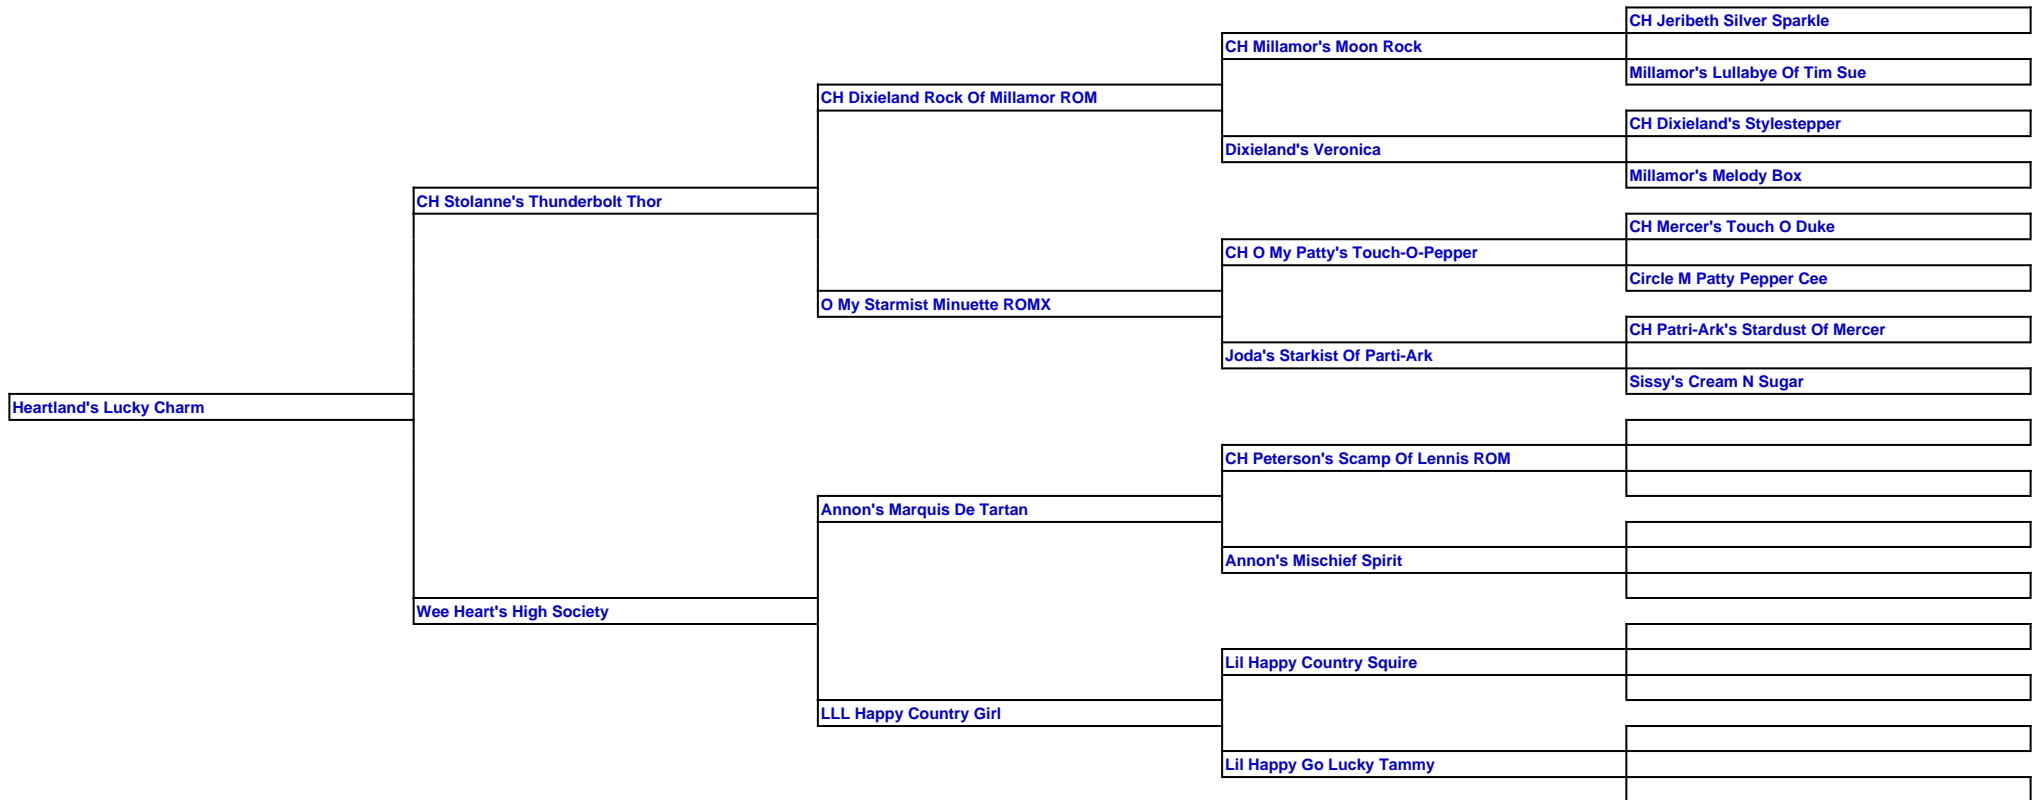 CH Jeribeth Silver Sparkle
CH Millamor's Moon Rock
Millamor's Lullabye Of Tim Sue
CH Dixieland Rock Of Millamor ROM
CH Dixieland's Stylestepper
Dixieland's Veronica
Millamor's Melody Box
CH Stolanne's Thunderbolt Thor
CH Mercer's Touch O Duke
CH O My Patty's Touch-O-Pepper
Circle M Patty Pepper Cee
O My Starmist Minuette ROMX
CH Patri-Ark's Stardust Of Mercer
Joda's Starkist Of Parti-Ark
Sissy's Cream N Sugar
Heartland's Lucky Charm
CH Peterson's Scamp Of Lennis ROM
Annon's Marquis De Tartan
Annon's Mischief Spirit
Wee Heart's High Society
Lil Happy Country Squire
LLL Happy Country Girl
Lil Happy Go Lucky Tammy